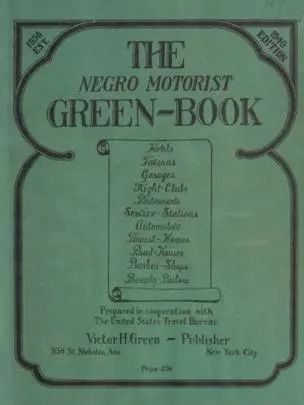 1936
EST.
1940
EDITION
THE
NEGRO MOTORIST
GREEN-BOOK
Hotels
Taverns
Garages
Night-Clubs
Restaurants
Service-Stations
Automotive
Tourist-Homes
Road-Houses
Barber-Shops
Beauty Parlors
Prepared in cooperation with
The United States Travel Bureau
Victor H. Green - Publisher
938 St. Nicholas, Ave. New York City
Price 25¢